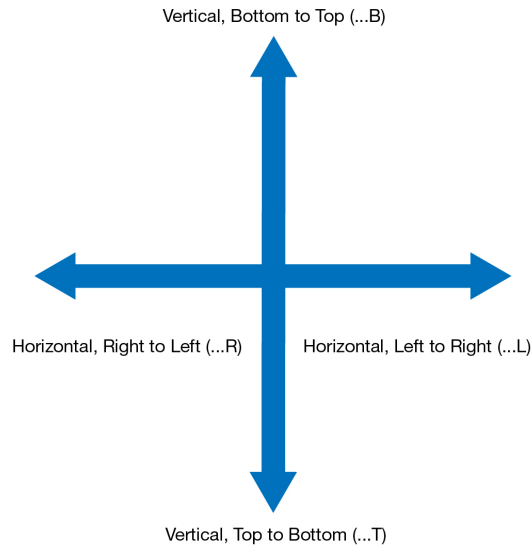 Vertical, Bottom to Top (...B)
Horizontal, Right to Left (...R)
Horizontal, Left to Right (...L)
Vertical, Top to Bottom (...T)